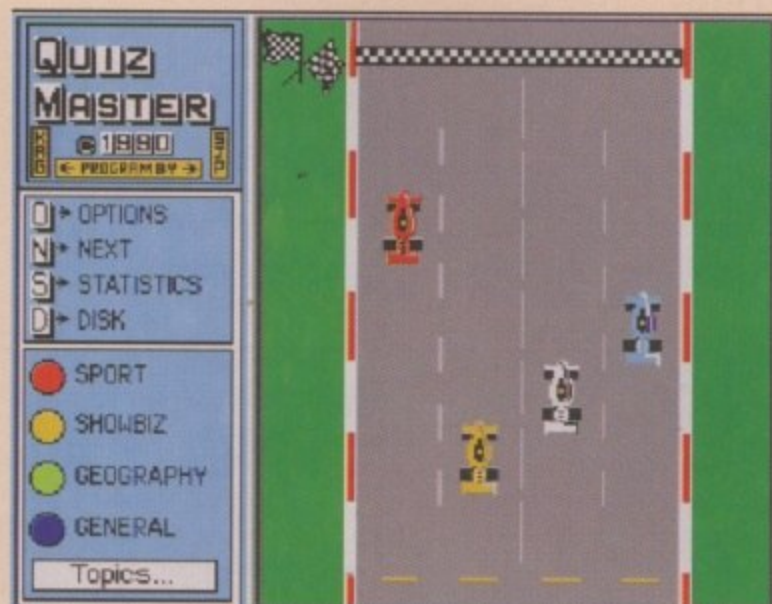 QUIZ
MASTER
© 1990
← PROGRAM BY →
O→ OPTIONS
N→ NEXT
S→ STATISTICS
D→ DISK
SPORT
SHOWBIZ
GEOGRAPHY
GENERAL
Topics...